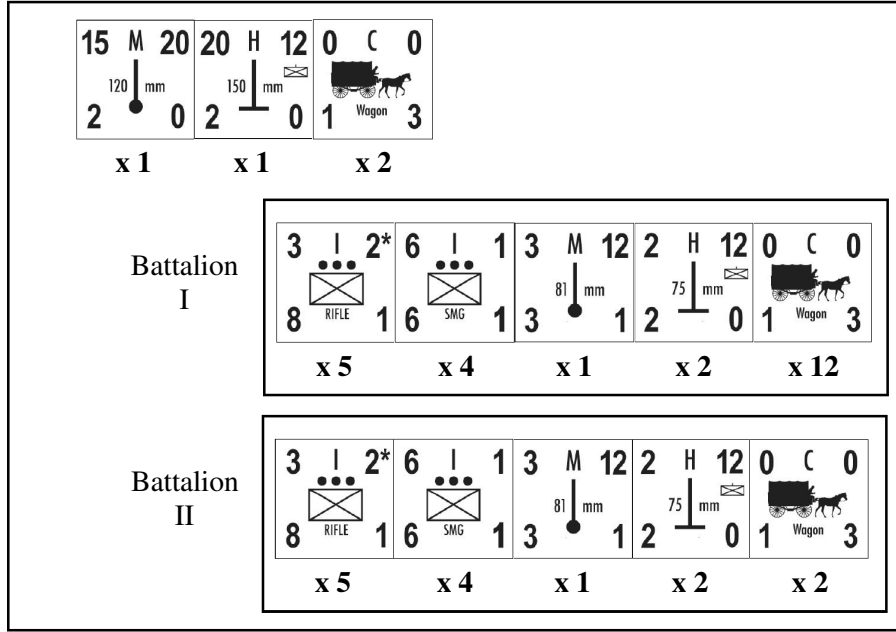 15 M 20 20 H 12 0 C 0
120 mm 150 mm
Wagon
2 0 2 0 1 3
x 1 x 1 x 2
Battalion
I
3 I 2* 6 I 1 3 M 12 2 H 12 0 C 0
81 mm 75 mm
RIFLE SMG Wagon
8 1 6 1 3 1 2 0 1 3
x 5 x 4 x 1 x 2 x 12
Battalion
II
3 I 2* 6 I 1 3 M 12 2 H 12 0 C 0
81 mm 75 mm
RIFLE SMG Wagon
8 1 6 1 3 1 2 0 1 3
x 5 x 4 x 1 x 2 x 2